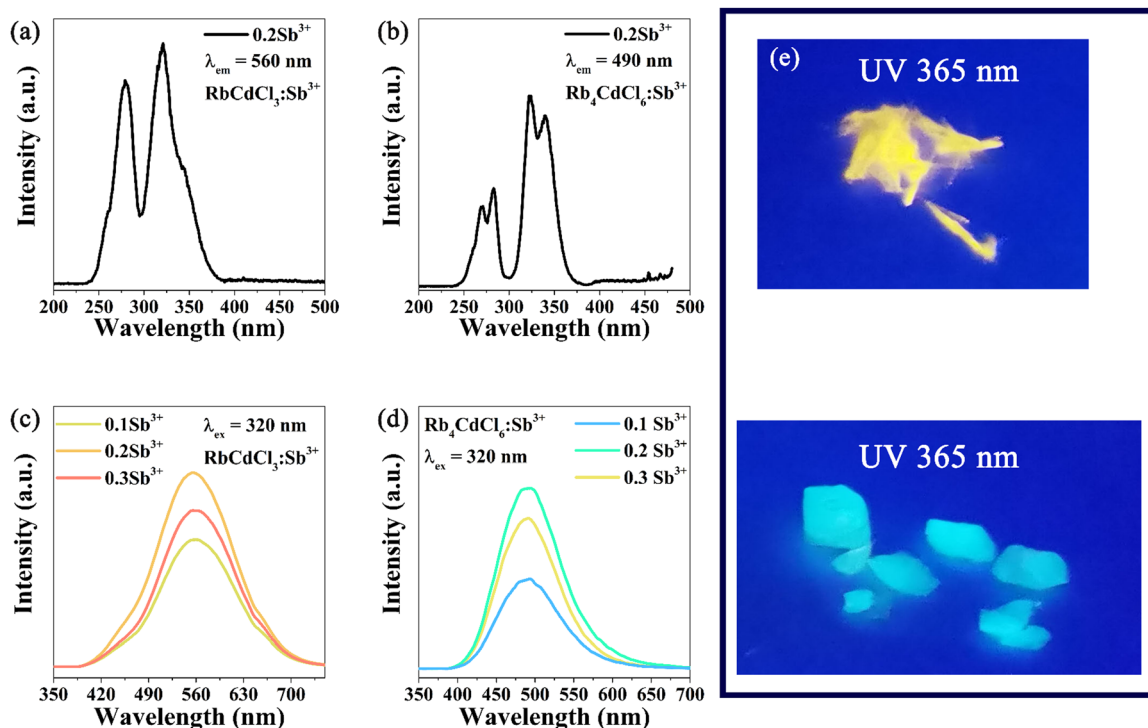 (a)
0.2Sb³⁺
λem = 560 nm
RbCdCl₃:Sb³⁺
Intensity (a.u.)
200 250 300 350 400 450 500
Wavelength (nm)
(b)
0.2Sb³⁺
λem = 490 nm
Rb₄CdCl₆:Sb³⁺
Intensity (a.u.)
200 250 300 350 400 450 500
Wavelength (nm)
(c)
0.1Sb³⁺
0.2Sb³⁺
0.3Sb³⁺
λex = 320 nm
RbCdCl₃:Sb³⁺
Intensity (a.u.)
350 420 490 560 630 700
Wavelength (nm)
(d)
Rb₄CdCl₆:Sb³⁺
λex = 320 nm
0.1 Sb³⁺
0.2 Sb³⁺
0.3 Sb³⁺
Intensity (a.u.)
350 400 450 500 550 600 650 700
Wavelength (nm)
(e)
UV 365 nm
UV 365 nm